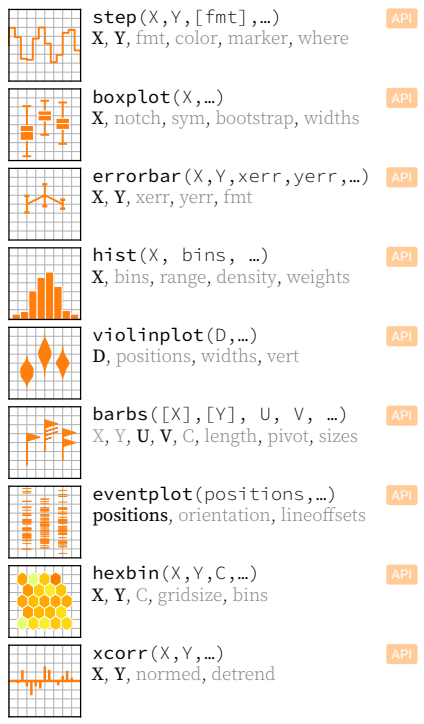 step(X,Y,[fmt],…) API
X, Y, fmt, color, marker, where
boxplot(X,…) API
X, notch, sym, bootstrap, widths
errorbar(X,Y,xerr,yerr,…) API
X, Y, xerr, yerr, fmt
hist(X, bins, …) API
X, bins, range, density, weights
violinplot(D,…) API
D, positions, widths, vert
barbs([X],[Y], U, V, …) API
X, Y, U, V, C, length, pivot, sizes
eventplot(positions,…) API
positions, orientation, lineoffsets
hexbin(X,Y,C,…) API
X, Y, C, gridsize, bins
xcorr(X,Y,…) API
X, Y, normed, detrend